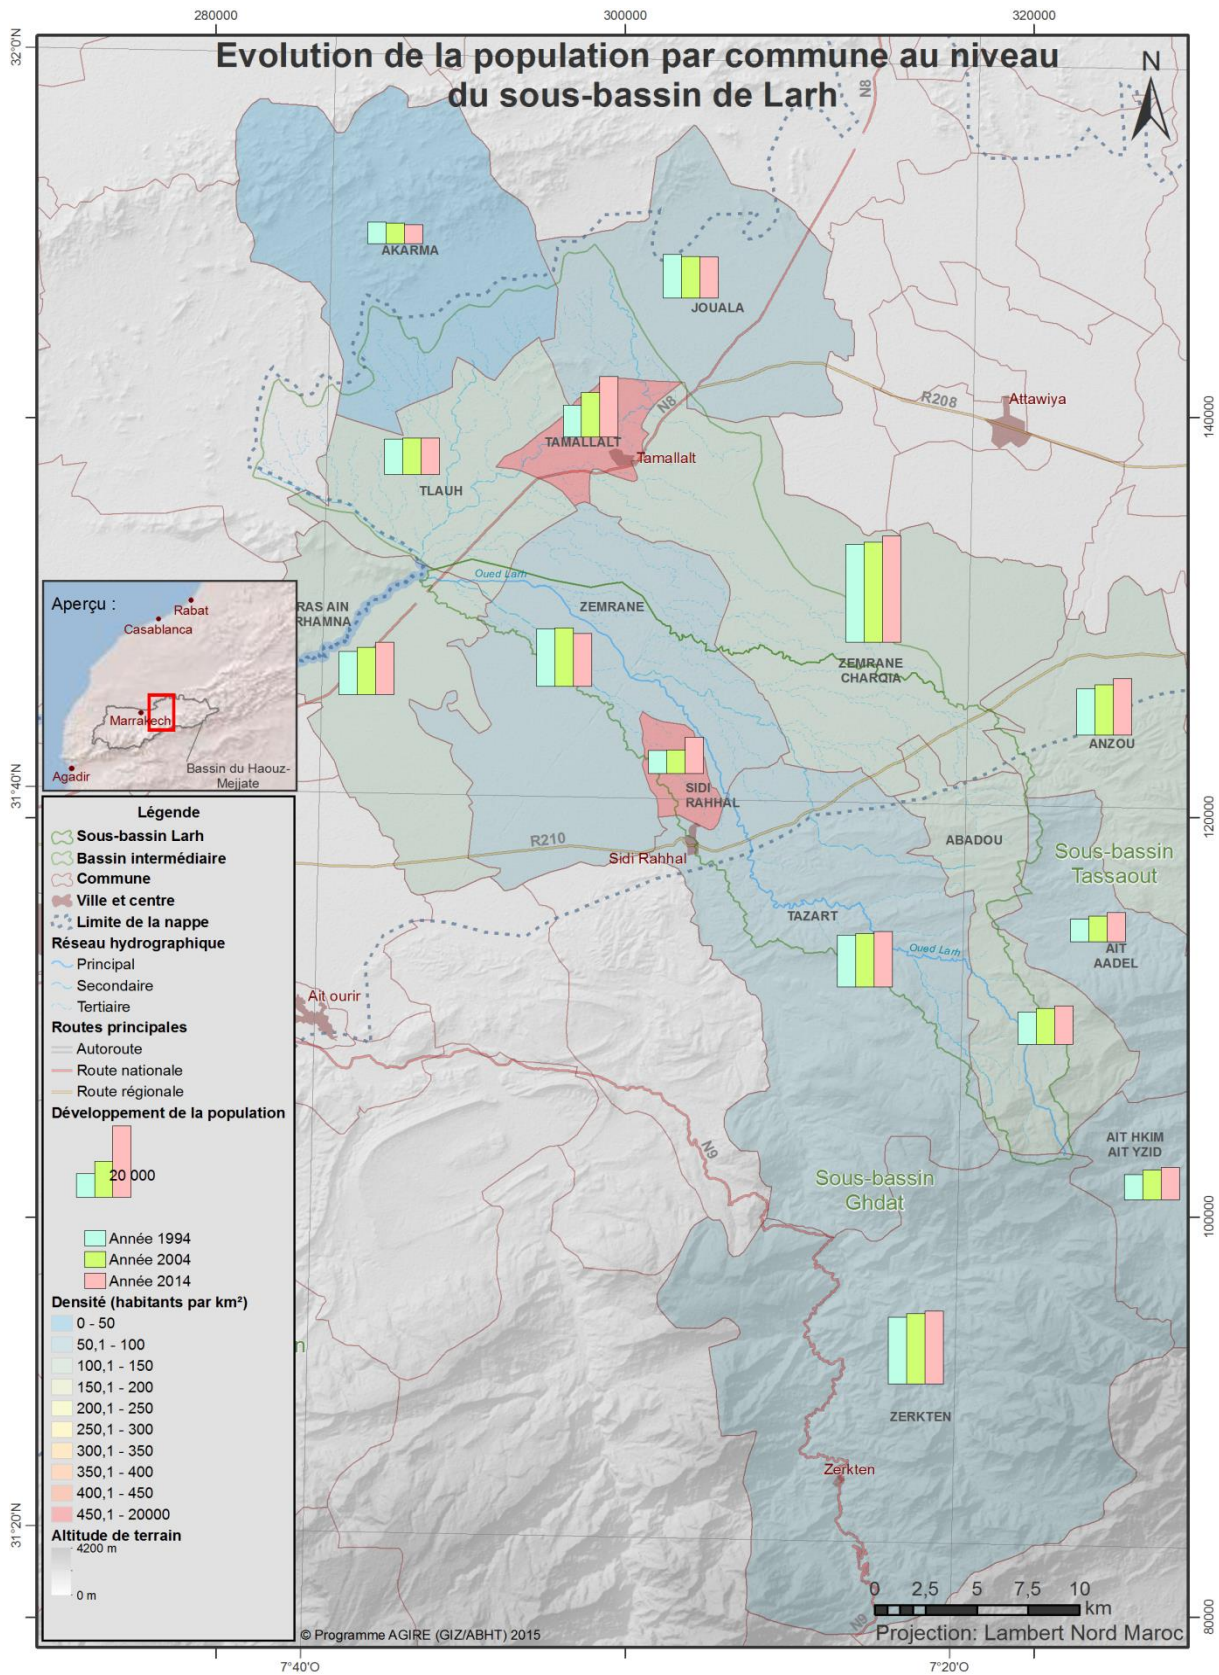 280000
300000
320000
32°0'N
Evolution de la population par commune au niveau
du sous-bassin de Larh
N
N8
AKARMA
JOUALA
140000
R208
Attawiya
N8
TAMALLALT
Tamallalt
TLAUH
Oued Larh
ZEMRANE
RAS AIN
RHAMNA
ZEMRANE
CHARQIA
ANZOU
Aperçu :
Rabat
Casablanca
Marrakech
Agadir
Bassin du Haouz-
Mejjate
SIDI
RAHHAL
31°40'N
120000
R210
Sidi Rahhal
ABADOU
Sous-bassin
Tassaout
TAZART
Oued Larh
AIT
AADEL
Ait ourir
N9
AIT HKIM
AIT YZID
Sous-bassin
Ghdat
100000
n
ZERKTEN
Zerkten
31°20'N
N9
80000
Légende
Sous-bassin Larh
Bassin intermédiaire
Commune
Ville et centre
Limite de la nappe
Réseau hydrographique
Principal
Secondaire
Tertiaire
Routes principales
Autoroute
Route nationale
Route régionale
Développement de la population
20 000
Année 1994
Année 2004
Année 2014
Densité (habitants par km²)
0 - 50
50,1 - 100
100,1 - 150
150,1 - 200
200,1 - 250
250,1 - 300
300,1 - 350
350,1 - 400
400,1 - 450
450,1 - 20000
Altitude de terrain
4200 m
0 m
0 2,5 5 7,5 10
km
© Programme AGIRE (GIZ/ABHT) 2015
Projection: Lambert Nord Maroc
7°40'O
7°20'O